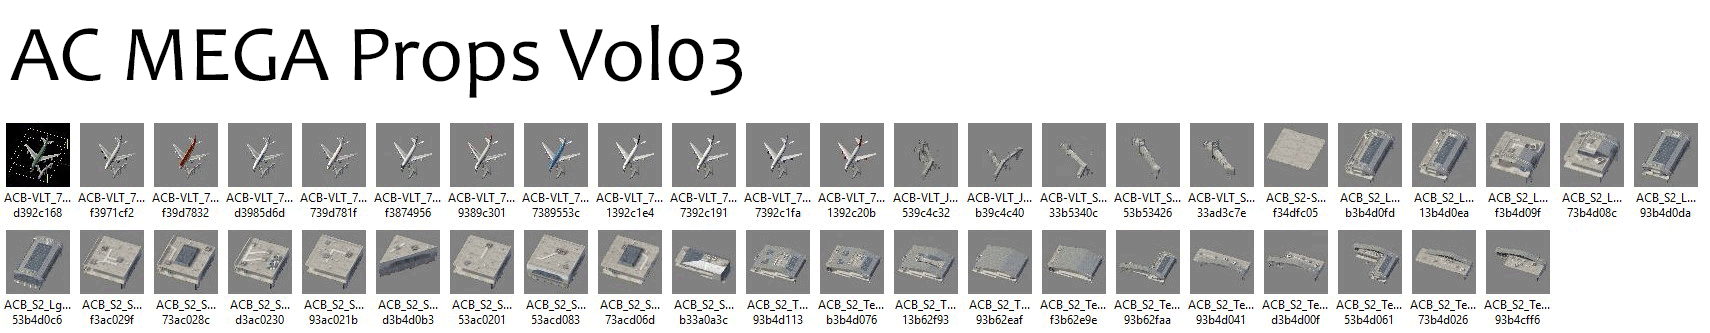 AC MEGA Props Vol03
ACB-VLT_7... ACB-VLT_7... ACB-VLT_7... ACB-VLT_7... ACB-VLT_7... ACB-VLT_7... ACB-VLT_7... ACB-VLT_7... ACB-VLT_7... ACB-VLT_7... ACB-VLT_7... ACB-VLT_7... ACB-VLT_J... ACB-VLT_J... ACB-VLT_S... ACB-VLT_S... ACB-VLT_S... ACB_S2-S... ACB_S2_L... ACB_S2_L... ACB_S2_L... ACB_S2_L... ACB_S2_L...
d392c168 f3971cf2 f39d7832 d3985d6d 739d781f f3874956 9389c301 7389553c 1392c1e4 7392c191 7392c1fa 1392c20b 539c4c32 b39c4c40 33b5340c 53b53426 33ad3c7e f34dfc05 b3b4d0fd 13b4d0ea f3b4d09f 73b4d08c 93b4d0da
ACB_S2_Lg... ACB_S2_S... ACB_S2_S... ACB_S2_S... ACB_S2_S... ACB_S2_S... ACB_S2_S... ACB_S2_S... ACB_S2_S... ACB_S2_S... ACB_S2_T... ACB_S2_Te... ACB_S2_T... ACB_S2_T... ACB_S2_Te... ACB_S2_Te... ACB_S2_Te... ACB_S2_Te... ACB_S2_Te... ACB_S2_Te... ACB_S2_Te...
53b4d0c6 f3ac029f 73ac028c d3ac0230 93ac021b d3b4d0b3 53ac0201 53acd083 73acd06d b33a0a3c 93b4d113 b3b4d076 13b62f93 93b62eaf f3b62e9e 93b62faa 93b4d041 d3b4d00f 53b4d061 73b4d026 93b4cff6